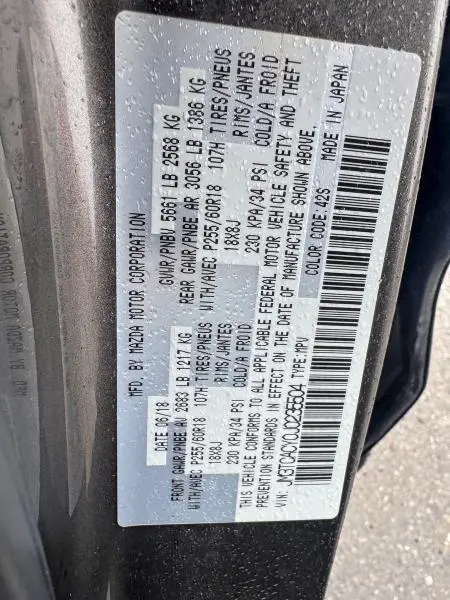 MFD. BY MAZDA MOTOR CORPORATION
DATE 06/18 GVWR/PNBV 5661 LB 2568 KG
FRONT GAWR/PNBE AV 2683 LB 1217 KG REAR GAWR/PNBE AR 3056 LB 1386 KG
WITH/AVEC P255/60R18 107H TIRES/PNEUS WITH/AVEC P255/60R18 107H TIRES/PNEUS
18X8J RIMS/JANTES 18X8J RIMS/JANTES
230 KPA/34 PSI COLD/A FROID 230 KPA/34 PSI COLD/A FROID
THIS VEHICLE CONFORMS TO ALL APPLICABLE FEDERAL MOTOR VEHICLE SAFETY AND THEFT
PREVENTION STANDARDS IN EFFECT ON THE DATE OF MANUFACTURE SHOWN ABOVE.
VIN: TYPE: MPV COLOR CODE: 42S MADE IN JAPAN